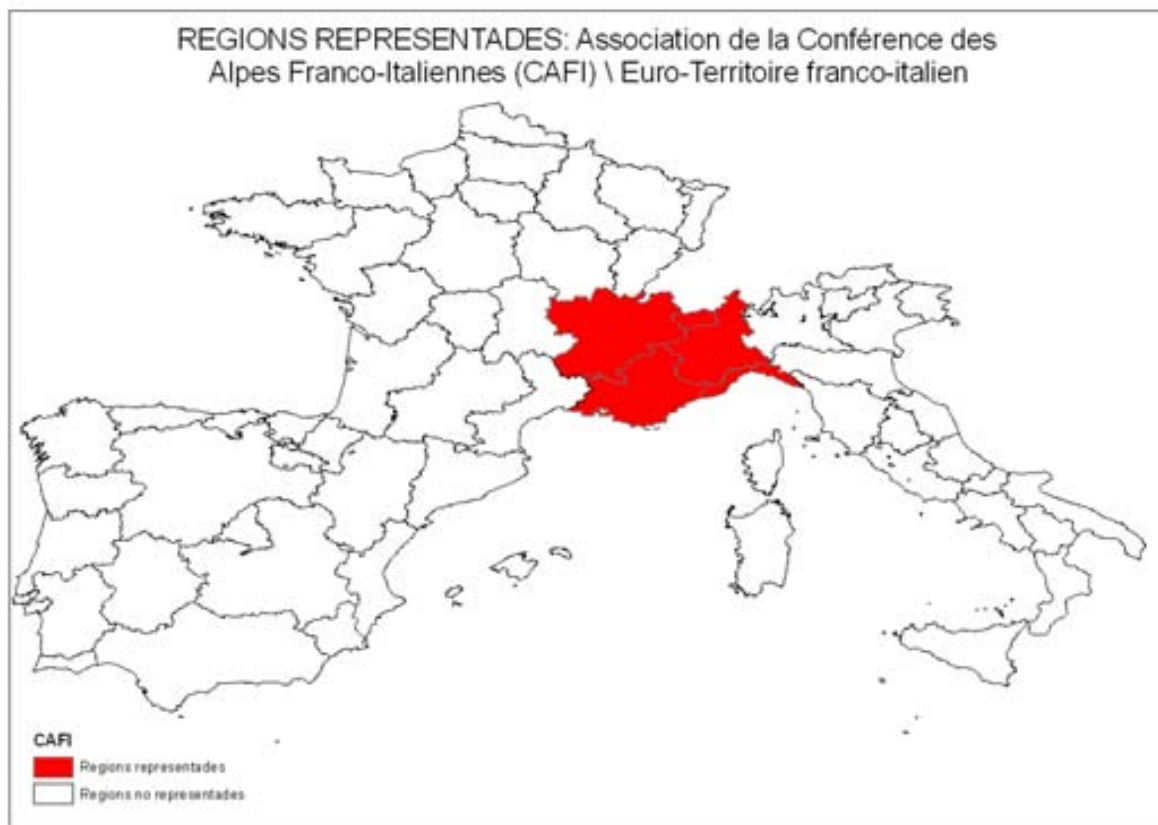 REGIONS REPRESENTADES: Association de la Conférence des
Alpes Franco-Italiennes (CAFI) \ Euro-Territoire franco-italien
CAFI
Regions representades
Regions no representades